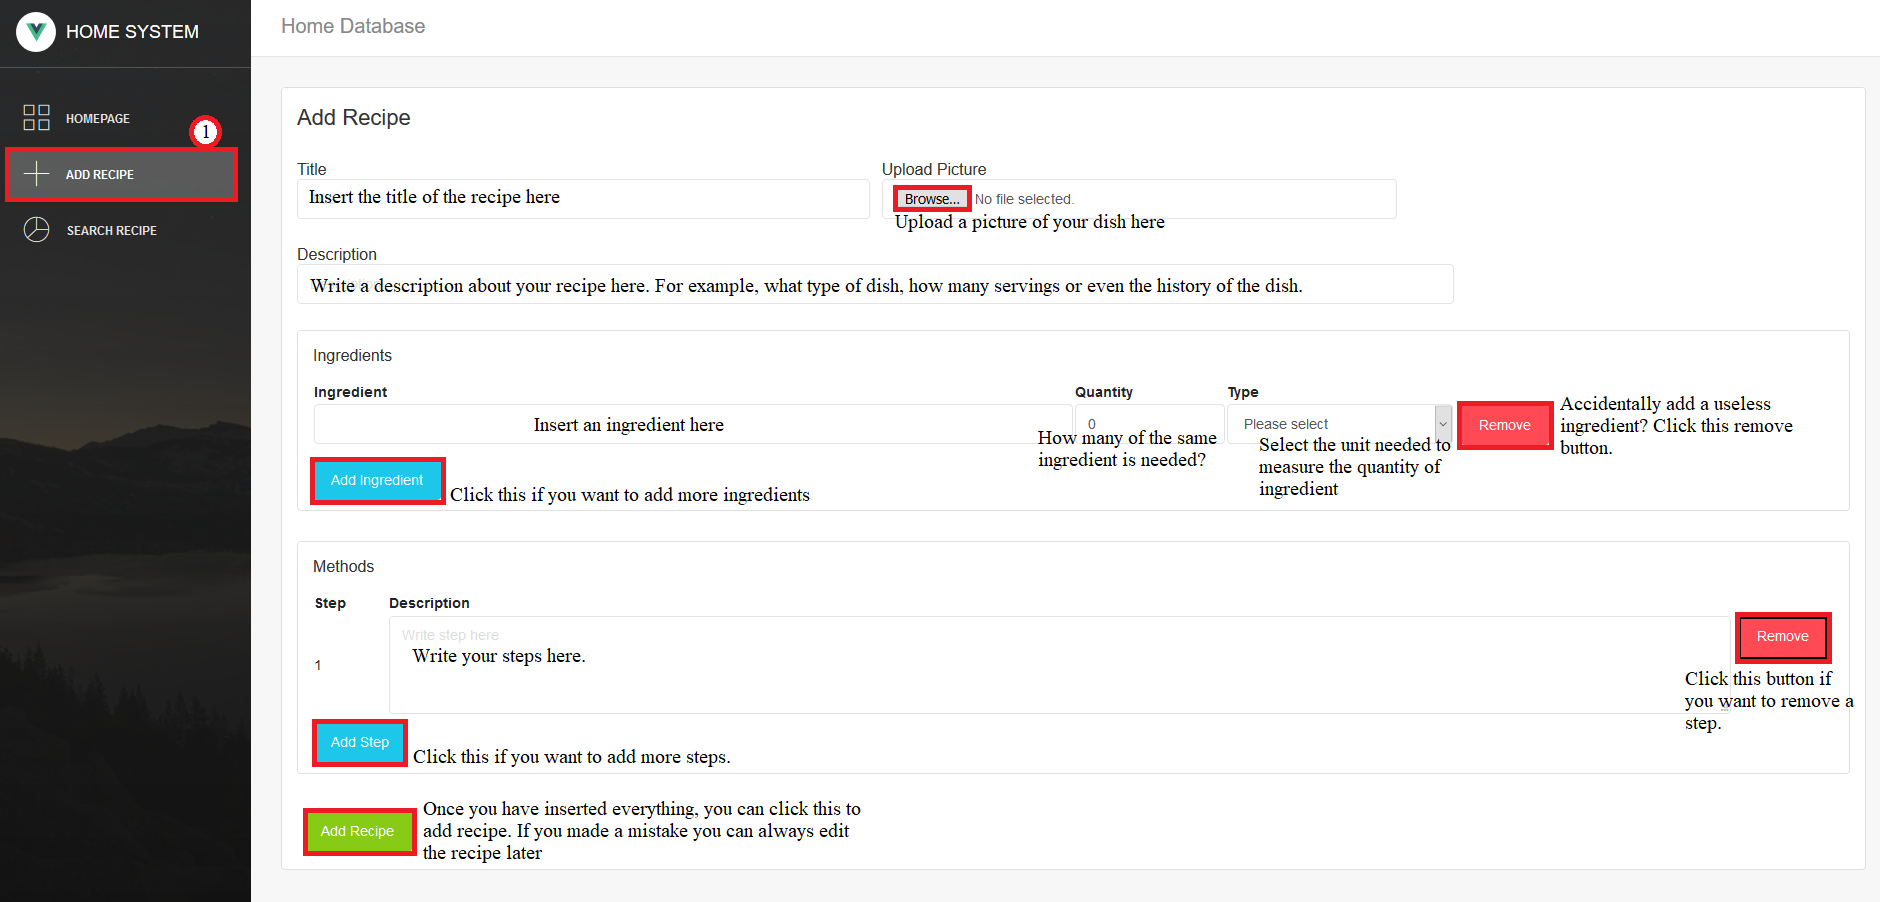 HOME SYSTEM
Home Database
HOMEPAGE
1
ADD RECIPE
SEARCH RECIPE
Add Recipe
Title
Upload Picture
Insert the title of the recipe here
Browse... No file selected.
Upload a picture of your dish here
Description
Write a description about your recipe here. For example, what type of dish, how many servings or even the history of the dish.
Ingredients
Ingredient
Quantity
Type
Insert an ingredient here
0
How many of the same
ingredient is needed?
Please select
Select the unit needed to
measure the quantity of
ingredient
Remove
Accidentally add a useless
ingredient? Click this remove
button.
Add Ingredient
Click this if you want to add more ingredients
Methods
Step
Description
1
Write step here
Write your steps here.
Remove
Click this button if
you want to remove a
step.
Add Step
Click this if you want to add more steps.
Add Recipe
Once you have inserted everything, you can click this to
add recipe. If you made a mistake you can always edit
the recipe later